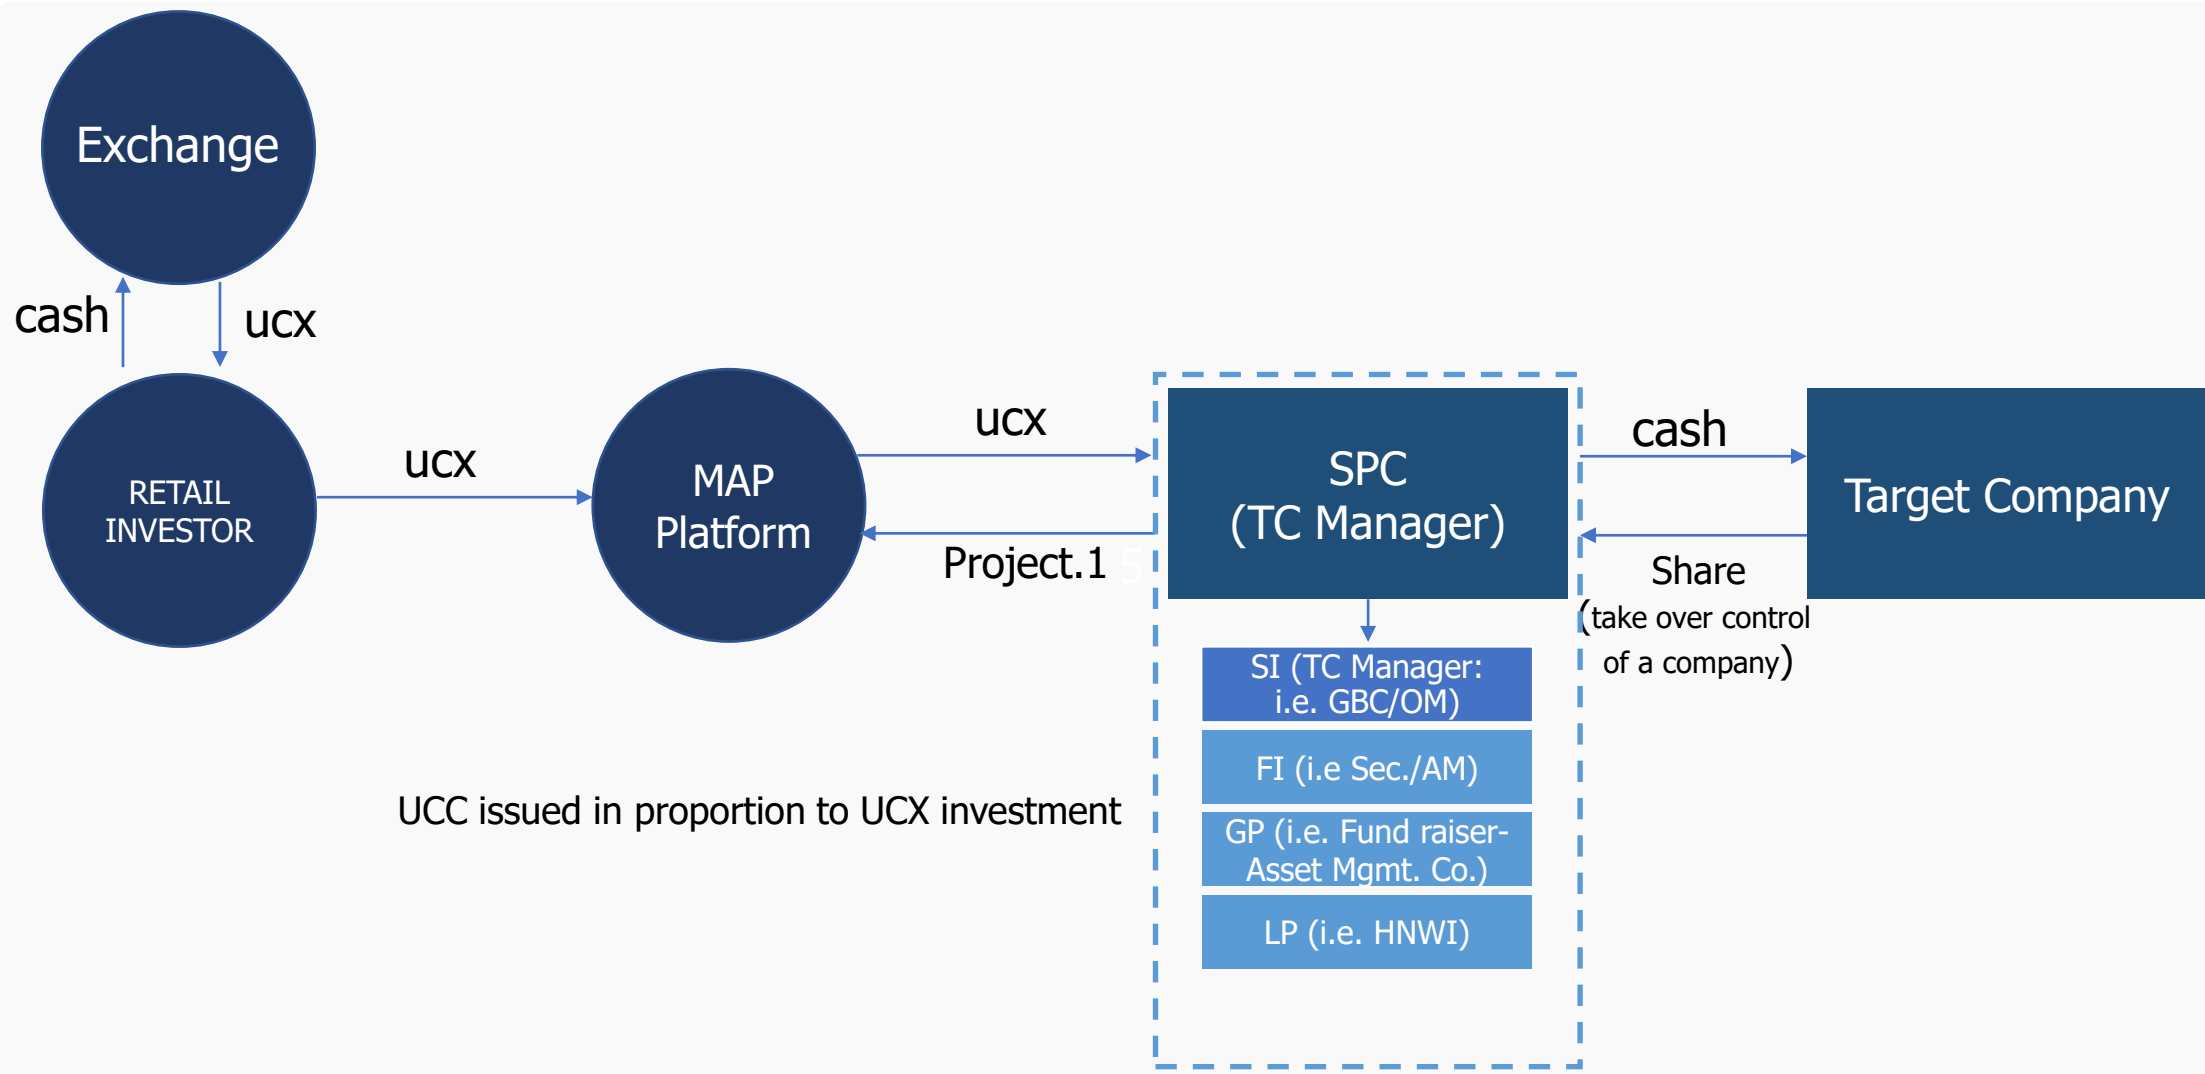 Exchange
cash
ucx
RETAIL
INVESTOR
ucx
MAP
Platform
ucx
Project.1
5
SPC
(TC Manager)
cash
Target Company
Share
(take over control
of a company)
SI (TC Manager:
i.e. GBC/OM)
FI (i.e Sec./AM)
GP (i.e. Fund raiser-
Asset Mgmt. Co.)
LP (i.e. HNWI)
UCC issued in proportion to UCX investment